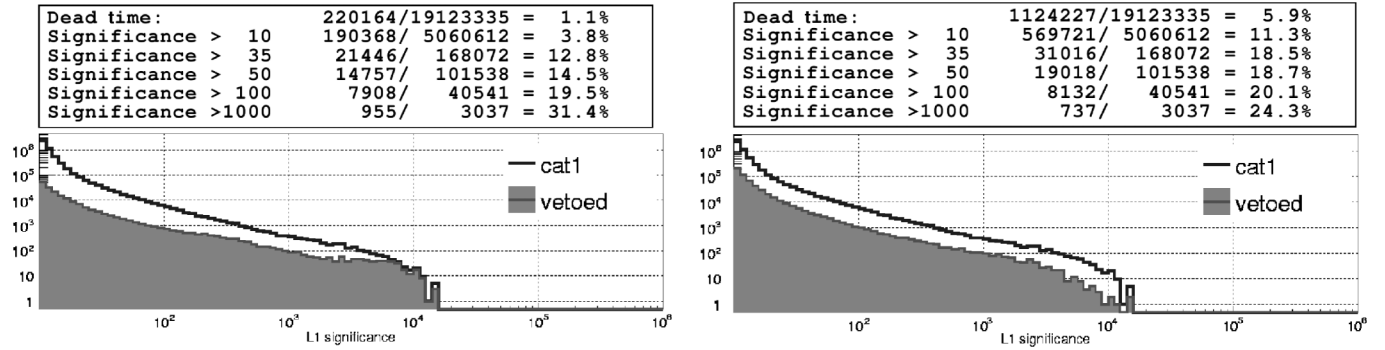 Dead time: 220164/19123335 = 1.1%
Significance > 10 190368/ 5060612 = 3.8%
Significance > 35 21446/ 168072 = 12.8%
Significance > 50 14757/ 101538 = 14.5%
Significance > 100 7908/ 40541 = 19.5%
Significance >1000 955/ 3037 = 31.4%
10⁶
10⁵
10⁴
10³
10²
10
1
cat1
vetoed
10² 10³ 10⁴ 10⁵ 10⁶
L1 significance
Dead time: 1124227/19123335 = 5.9%
Significance > 10 569721/ 5060612 = 11.3%
Significance > 35 31016/ 168072 = 18.5%
Significance > 50 19018/ 101538 = 18.7%
Significance > 100 8132/ 40541 = 20.1%
Significance >1000 737/ 3037 = 24.3%
10⁶
10⁵
10⁴
10³
10²
10
1
cat1
vetoed
10² 10³ 10⁴ 10⁵ 10⁶
L1 significance